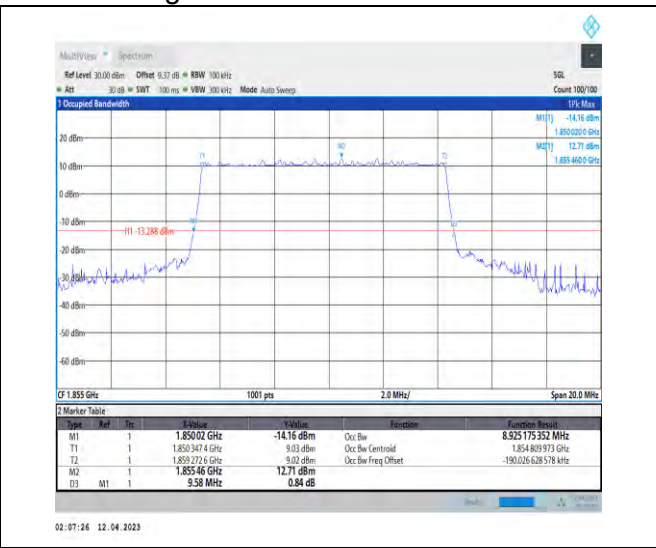 MultiView Spectrum
Ref Level 30.00 dBm Offset 9.37 dB RBW 100 kHz SGL
Att 30 dB SWT 100 ms VBW 300 kHz Mode Auto Sweep Count 100/100
1 Occupied Bandwidth 1Pk Max
M1[1] -14.16 dBm
1.850 020 0 GHz
20 dBm M2[1] 12.71 dBm
1.855 460 0 GHz
M2
T1 T2
10 dBm
0 dBm
-10 dBm
H1 -13.288 dBm
-20 dBm
-30 dBm
-40 dBm
-50 dBm
-60 dBm
CF 1.855 GHz 1001 pts 2.0 MHz/ Span 20.0 MHz
2 Marker Table
Type Ref Trc X-Value Y-Value Function Function Result
M1 1 1.85002 GHz -14.16 dBm Occ Bw 8.925 175 352 MHz
T1 1 1.850 347 4 GHz 9.03 dBm Occ Bw Centroid 1.854 809 973 GHz
T2 1 1.859 272 6 GHz 9.02 dBm Occ Bw Freq Offset -190.026 628 578 kHz
M2 1 1.85546 GHz 12.71 dBm
D3 M1 1 9.58 MHz 0.84 dB
02:07:26 12.04.2023